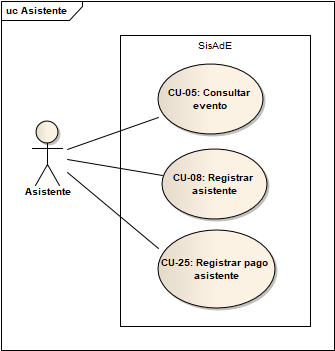 uc Asistente
SisAdE
CU-05: Consultar
evento
CU-08: Registrar
asistente
Asistente
CU-25: Registrar pago
asistente